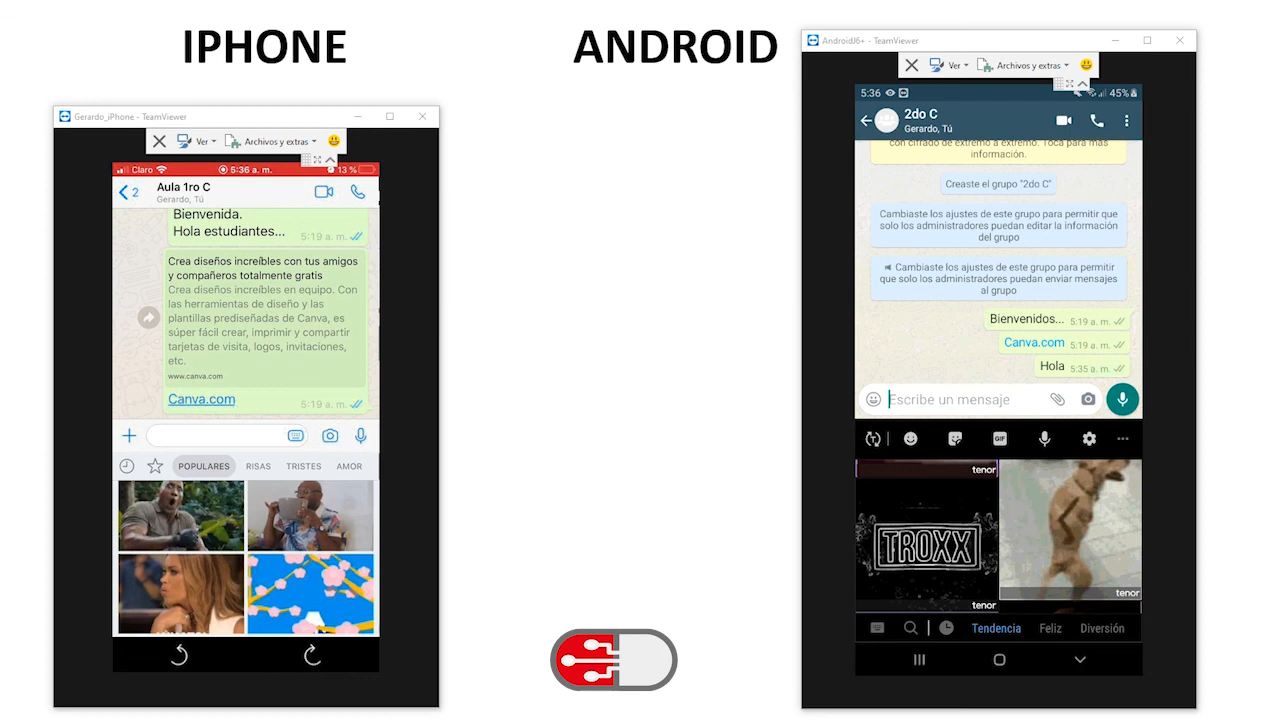 IPHONE
ANDROID
Gerardo_iPhone - TeamViewer
Ver
Archivos y extras
Claro
5:36 a. m.
13 %
2
Aula 1ro C
Gerardo, Tú
Bienvenida.
Hola estudiantes...
5:19 a. m.
Crea diseños increíbles con tus amigos
y compañeros totalmente gratis
Crea diseños increíbles en equipo. Con
las herramientas de diseño y las
plantillas prediseñadas de Canva, es
súper fácil crear, imprimir y compartir
tarjetas de visita, logos, invitaciones,
etc.
www.canva.com
Canva.com
5:19 a. m.
POPULARES
RISAS
TRISTES
AMOR
AndroidJ6+ - TeamViewer
Ver
Archivos y extras
5:36
45%
2do C
Gerardo, Tú
con cifrado de extremo a extremo. Toca para más
información.
Creaste el grupo "2do C"
Cambiaste los ajustes de este grupo para permitir que
solo los administradores puedan editar la información
del grupo
Cambiaste los ajustes de este grupo para permitir
que solo los administradores puedan enviar mensajes
al grupo
Bienvenidos... 5:19 a. m.
Canva.com 5:19 a. m.
Hola 5:35 a. m.
Escribe un mensaje
GIF
tenor
TROXX
tenor
tenor
Tendencia
Feliz
Diversión